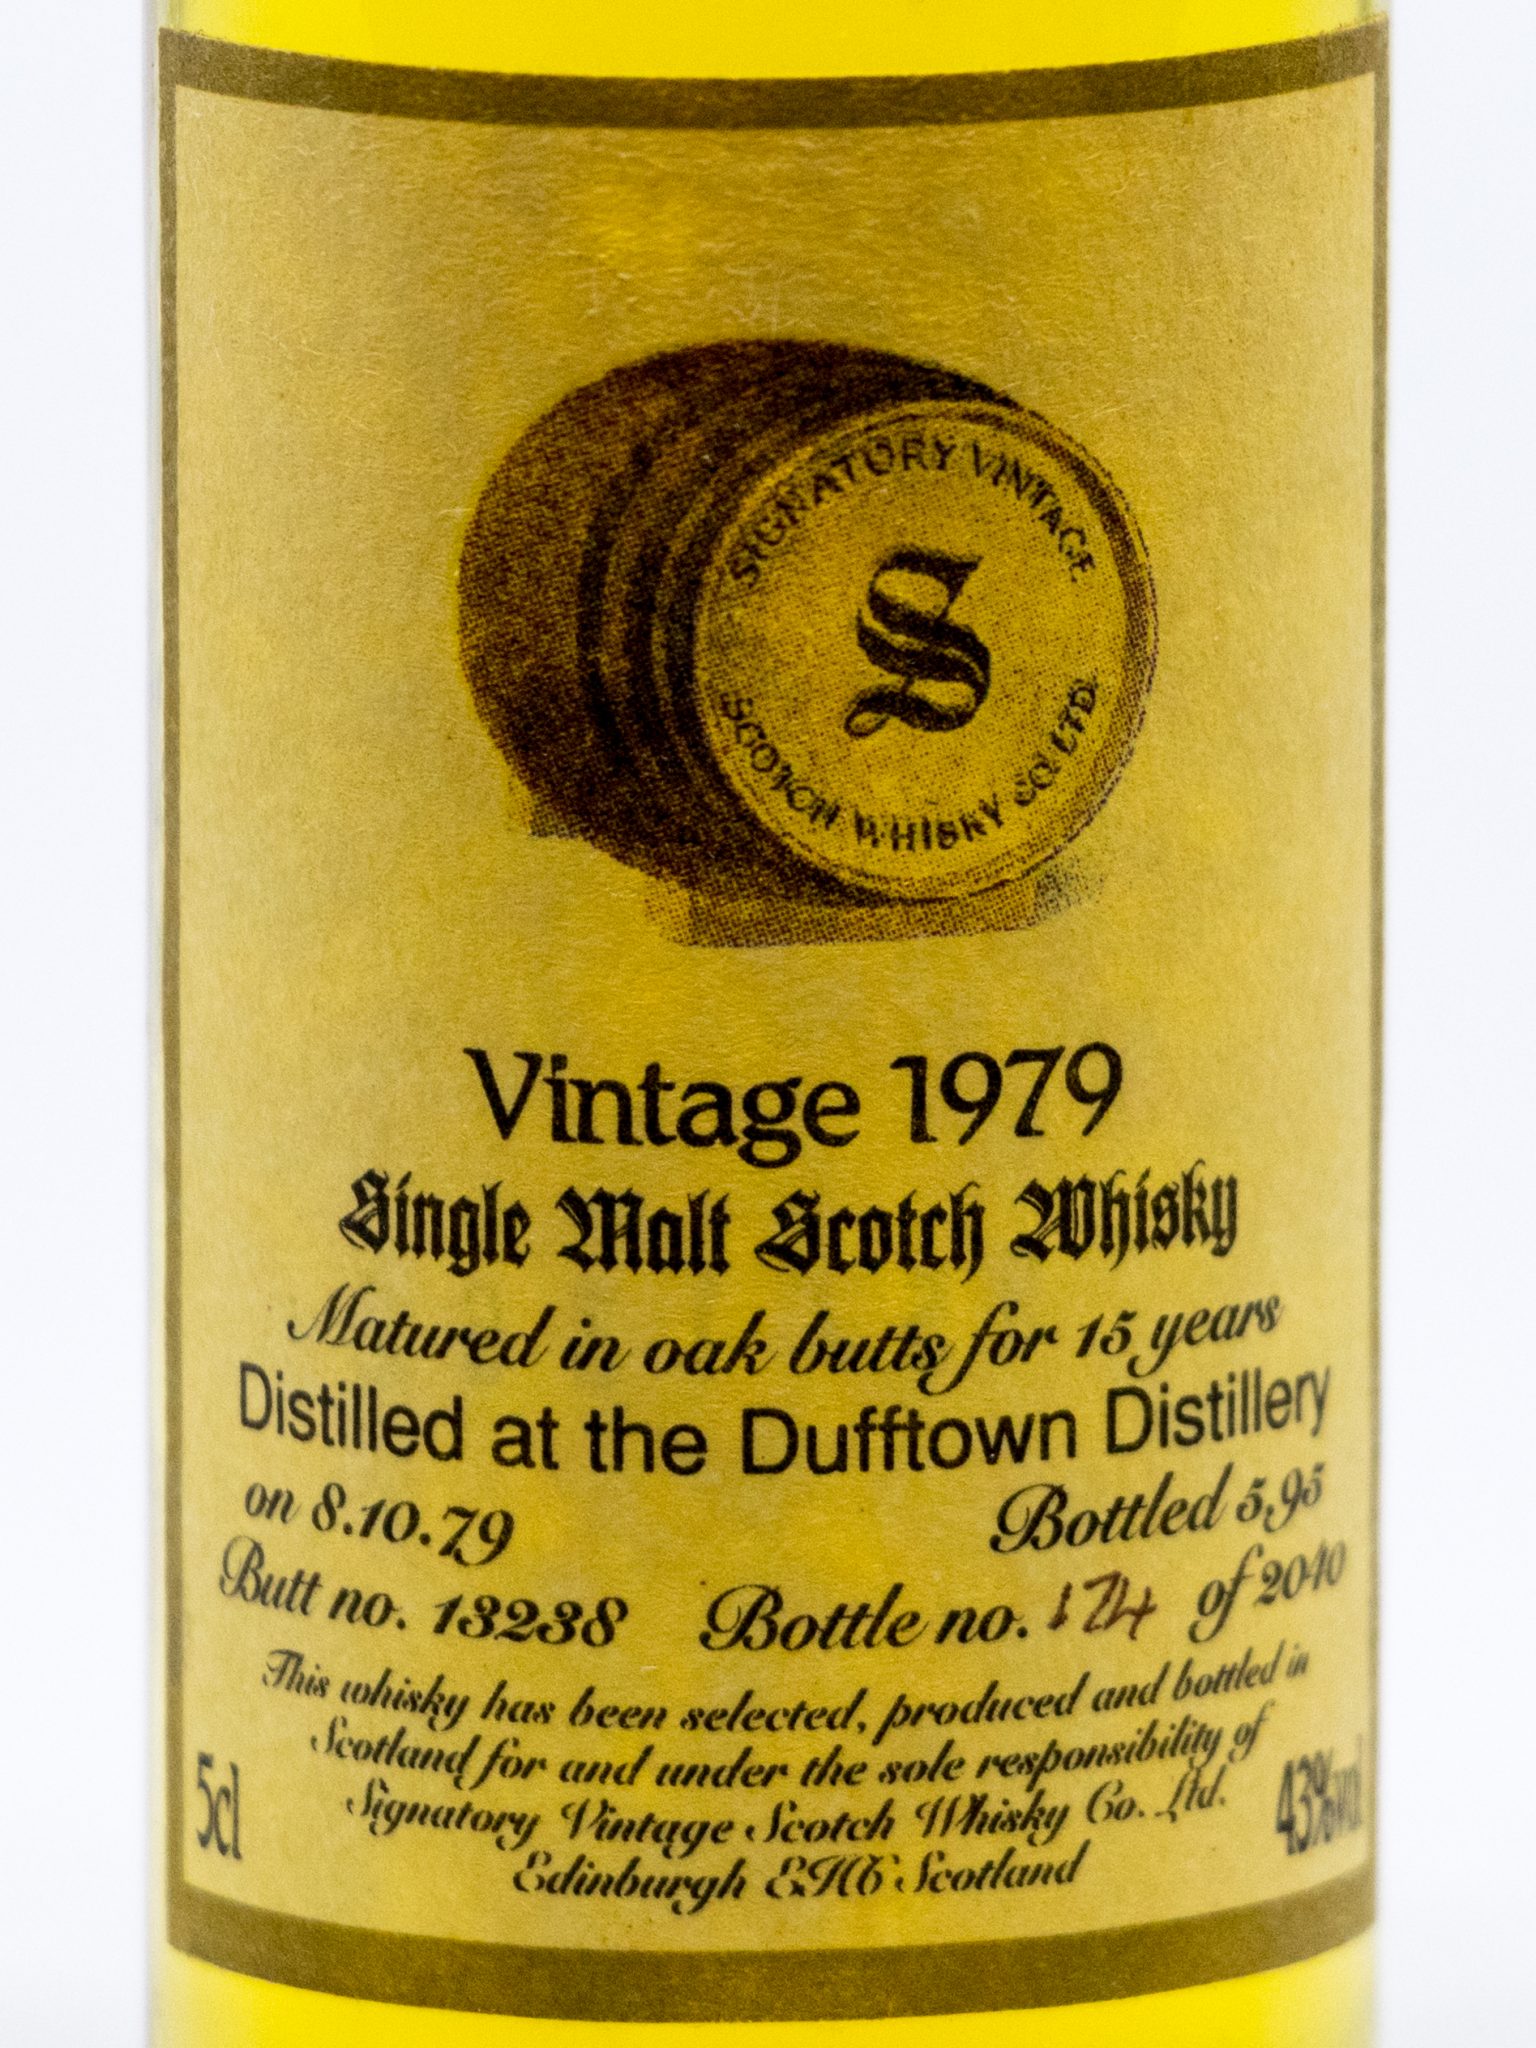 SIGNATORY VINTAGE
S
SCOTCH WHISKY CO. LTD.
Vintage 1979
Single Malt Scotch Whisky
Matured in oak butts for 15 years
Distilled at the Dufftown Distillery
on 8.10.79 Bottled 5.95
Butt no. 13238 Bottle no. 174 of 2040
This whisky has been selected, produced and bottled in
Scotland for and under the sole responsibility of
Signatory Vintage Scotch Whisky Co. Ltd.
Edinburgh EH6 Scotland
5cl 43%vol